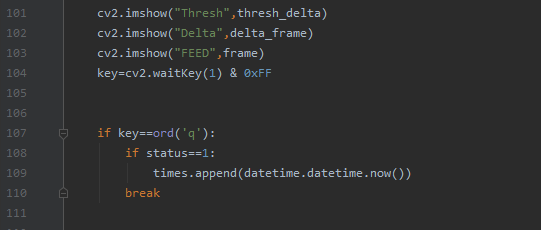 101 cv2.imshow("Thresh",thresh_delta)
102 cv2.imshow("Delta",delta_frame)
103 cv2.imshow("FEED",frame)
104 key=cv2.waitKey(1) & 0xFF
105
106
107 if key==ord('q'):
108 if status==1:
109 times.append(datetime.datetime.now())
110 break
111